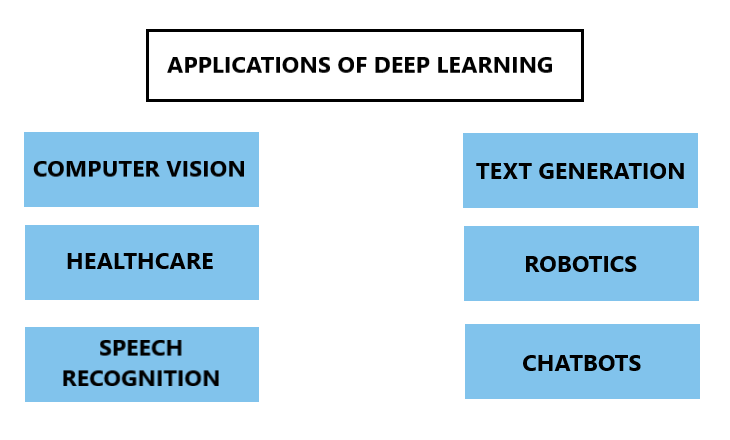 APPLICATIONS OF DEEP LEARNING
COMPUTER VISION
TEXT GENERATION
HEALTHCARE
ROBOTICS
SPEECH
RECOGNITION
CHATBOTS